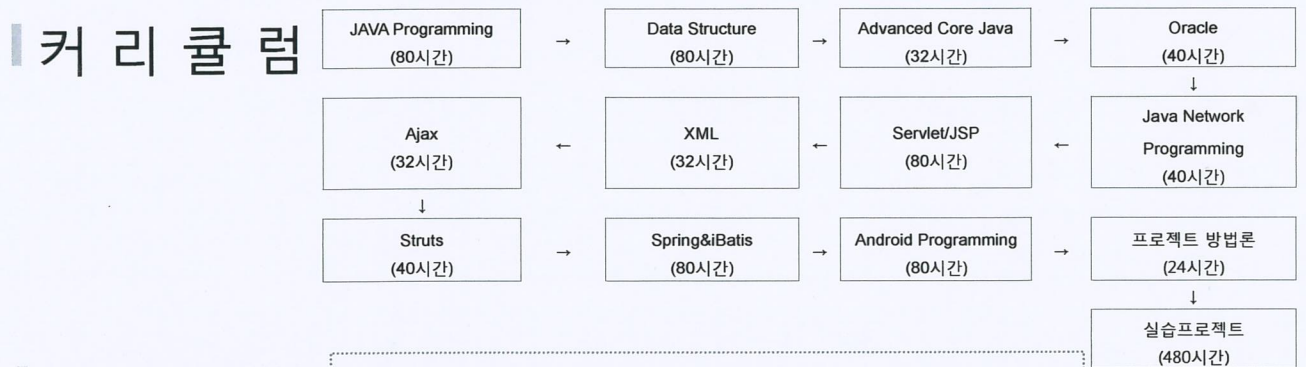 커리큘럼
JAVA Programming
(80시간)
→
Data Structure
(80시간)
→
Advanced Core Java
(32시간)
→
Oracle
(40시간)
↓
Java Network
Programming
(40시간)
←
Servlet/JSP
(80시간)
←
XML
(32시간)
←
Ajax
(32시간)
↓
Struts
(40시간)
→
Spring&iBatis
(80시간)
→
Android Programming
(80시간)
→
프로젝트 방법론
(24시간)
↓
실습프로젝트
(480시간)